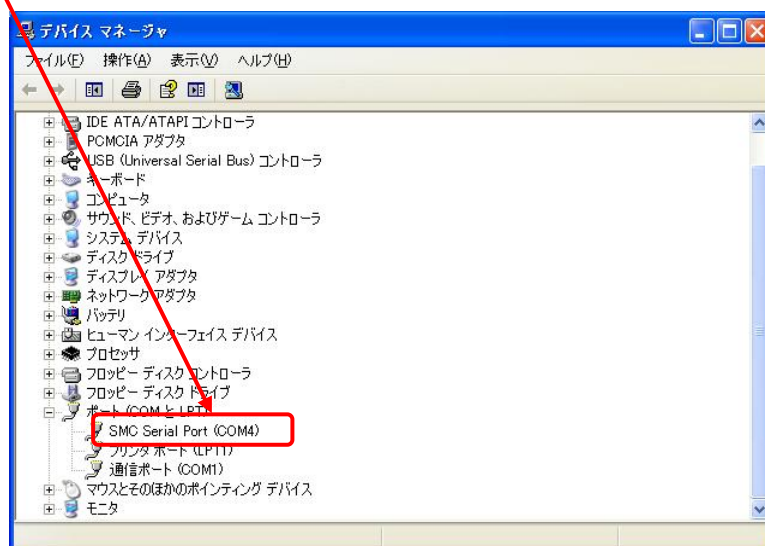 デバイス マネージャ
ファイル(F) 操作(A) 表示(V) ヘルプ(H)
IDE ATA/ATAPI コントローラ
PCMCIA アダプタ
USB (Universal Serial Bus) コントローラ
キーボード
コンピュータ
サウンド、ビデオ、およびゲーム コントローラ
システム デバイス
ディスク ドライブ
ディスプレイ アダプタ
ネットワーク アダプタ
バッテリ
ヒューマン インターフェイス デバイス
プロセッサ
フロッピー ディスク コントローラ
フロッピー ディスク ドライブ
ポート (COM と LPT)
SMC Serial Port (COM4)
プリンタ ポート (LPT1)
通信ポート (COM1)
マウスとそのほかのポインティング デバイス
モニタ